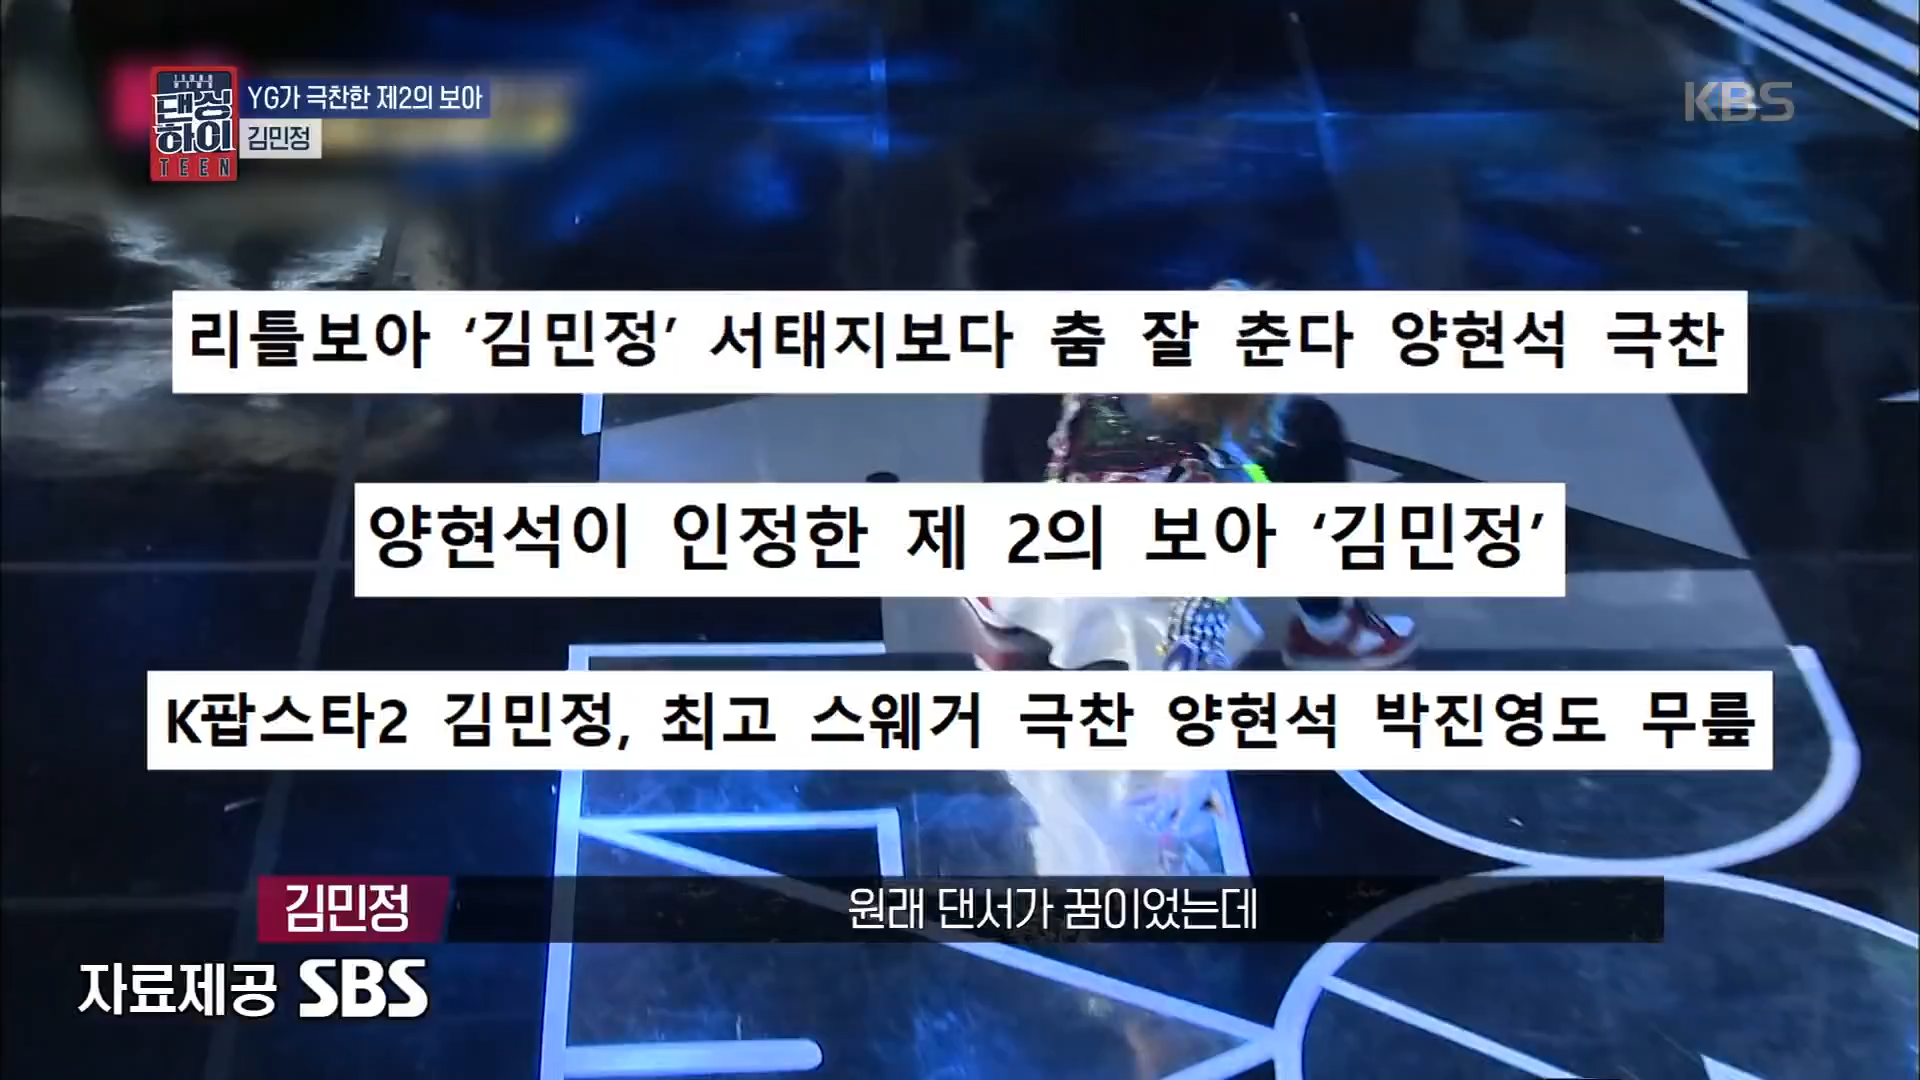 댄싱하이
TEEN
YG가 극찬한 제2의 보아
김민정
KBS
리틀보아 ‘김민정’ 서태지보다 춤 잘 춘다 양현석 극찬
양현석이 인정한 제 2의 보아 ‘김민정’
K팝스타2 김민정, 최고 스웨거 극찬 양현석 박진영도 무릎
김민정
원래 댄서가 꿈이었는데
자료제공 SBS